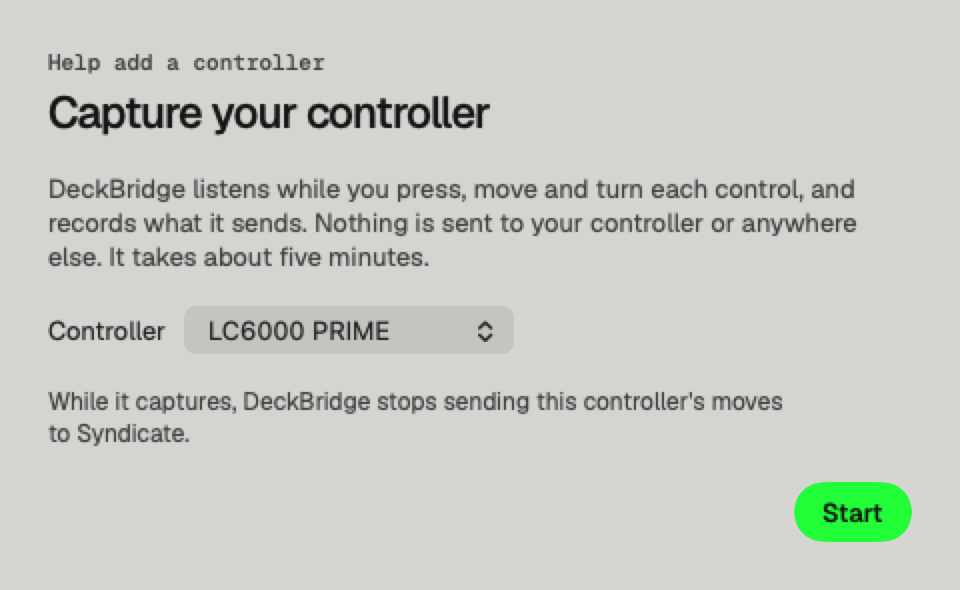 Help add a controller
Capture your controller
DeckBridge listens while you press, move and turn each control, and
records what it sends. Nothing is sent to your controller or anywhere
else. It takes about five minutes.
Controller LC6000 PRIME
While it captures, DeckBridge stops sending this controller's moves
to Syndicate.
Start